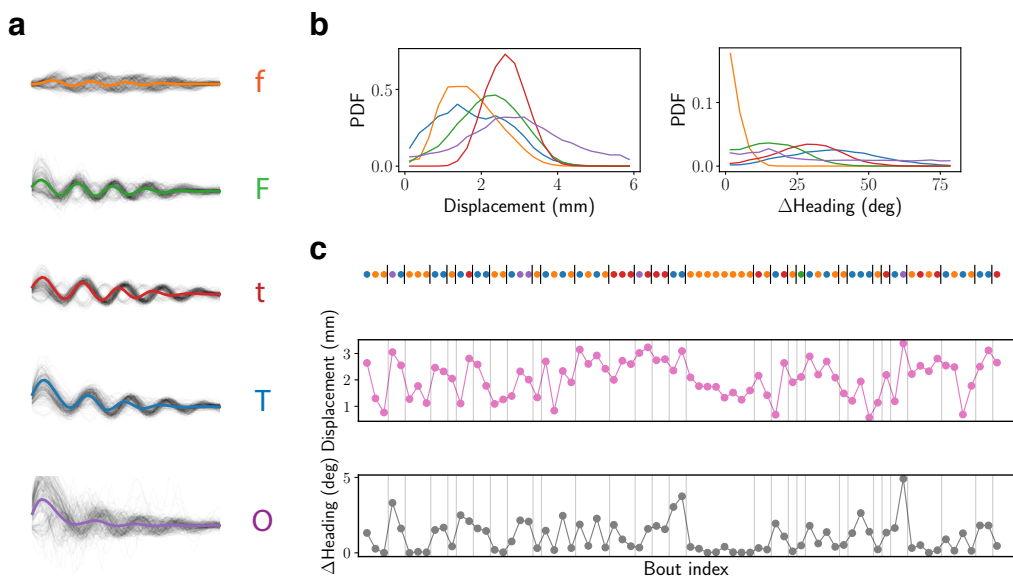 a
f
F
t
T
O
b
PDF
0.5
0.0
0
2
4
6
Displacement (mm)
PDF
0.1
0.0
0
25
50
75
ΔHeading (deg)
c
Displacement (mm)
3
2
1
ΔHeading (deg)
5
0
Bout index